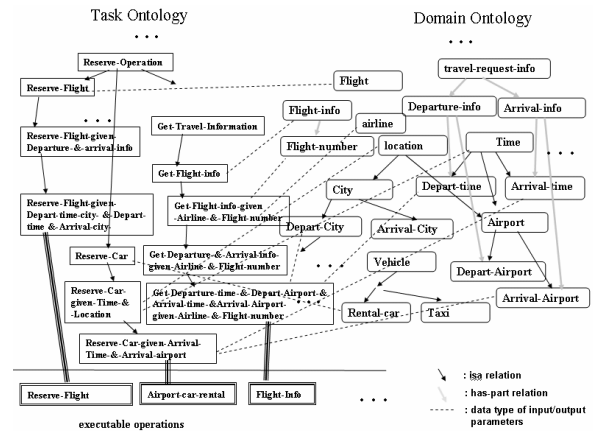 Task Ontology
Domain Ontology
Reserve-Operation
Reserve-Flight
Reserve-Flight-given-
Departure-&-arrival-info
Reserve-Flight-given-
Depart-time-city-&-Depart-
time-&-Arrival-city
Reserve-Car
Reserve-Car-
given-Time-&
-Location
Reserve-Car-given-Arrival-
Time-&-Arrival-airport
Get-Travel-Information
Get-Flight-info
Get-Flight-info-given
-Airline-&-Flight-number
Get-Departure-&-Arrival-info-
given-Airline-&-Flight-number
Get-Departure-time-&-Depart-Airport-&
Arrival-time-&Arrival-Airport-
given-Airline-&-Flight-number
Flight
Flight-info
Flight-number
airline
location
travel-request-info
Departure-info
Arrival-info
Time
City
Depart-time
Arrival-time
Depart-City
Arrival-City
Airport
Vehicle
Depart-Airport
Arrival-Airport
Rental-car
Taxi
Reserve-Flight
Airport-car-rental
Flight-Info
executable operations
: isa relation
: has-part relation
: data type of input/output
parameters